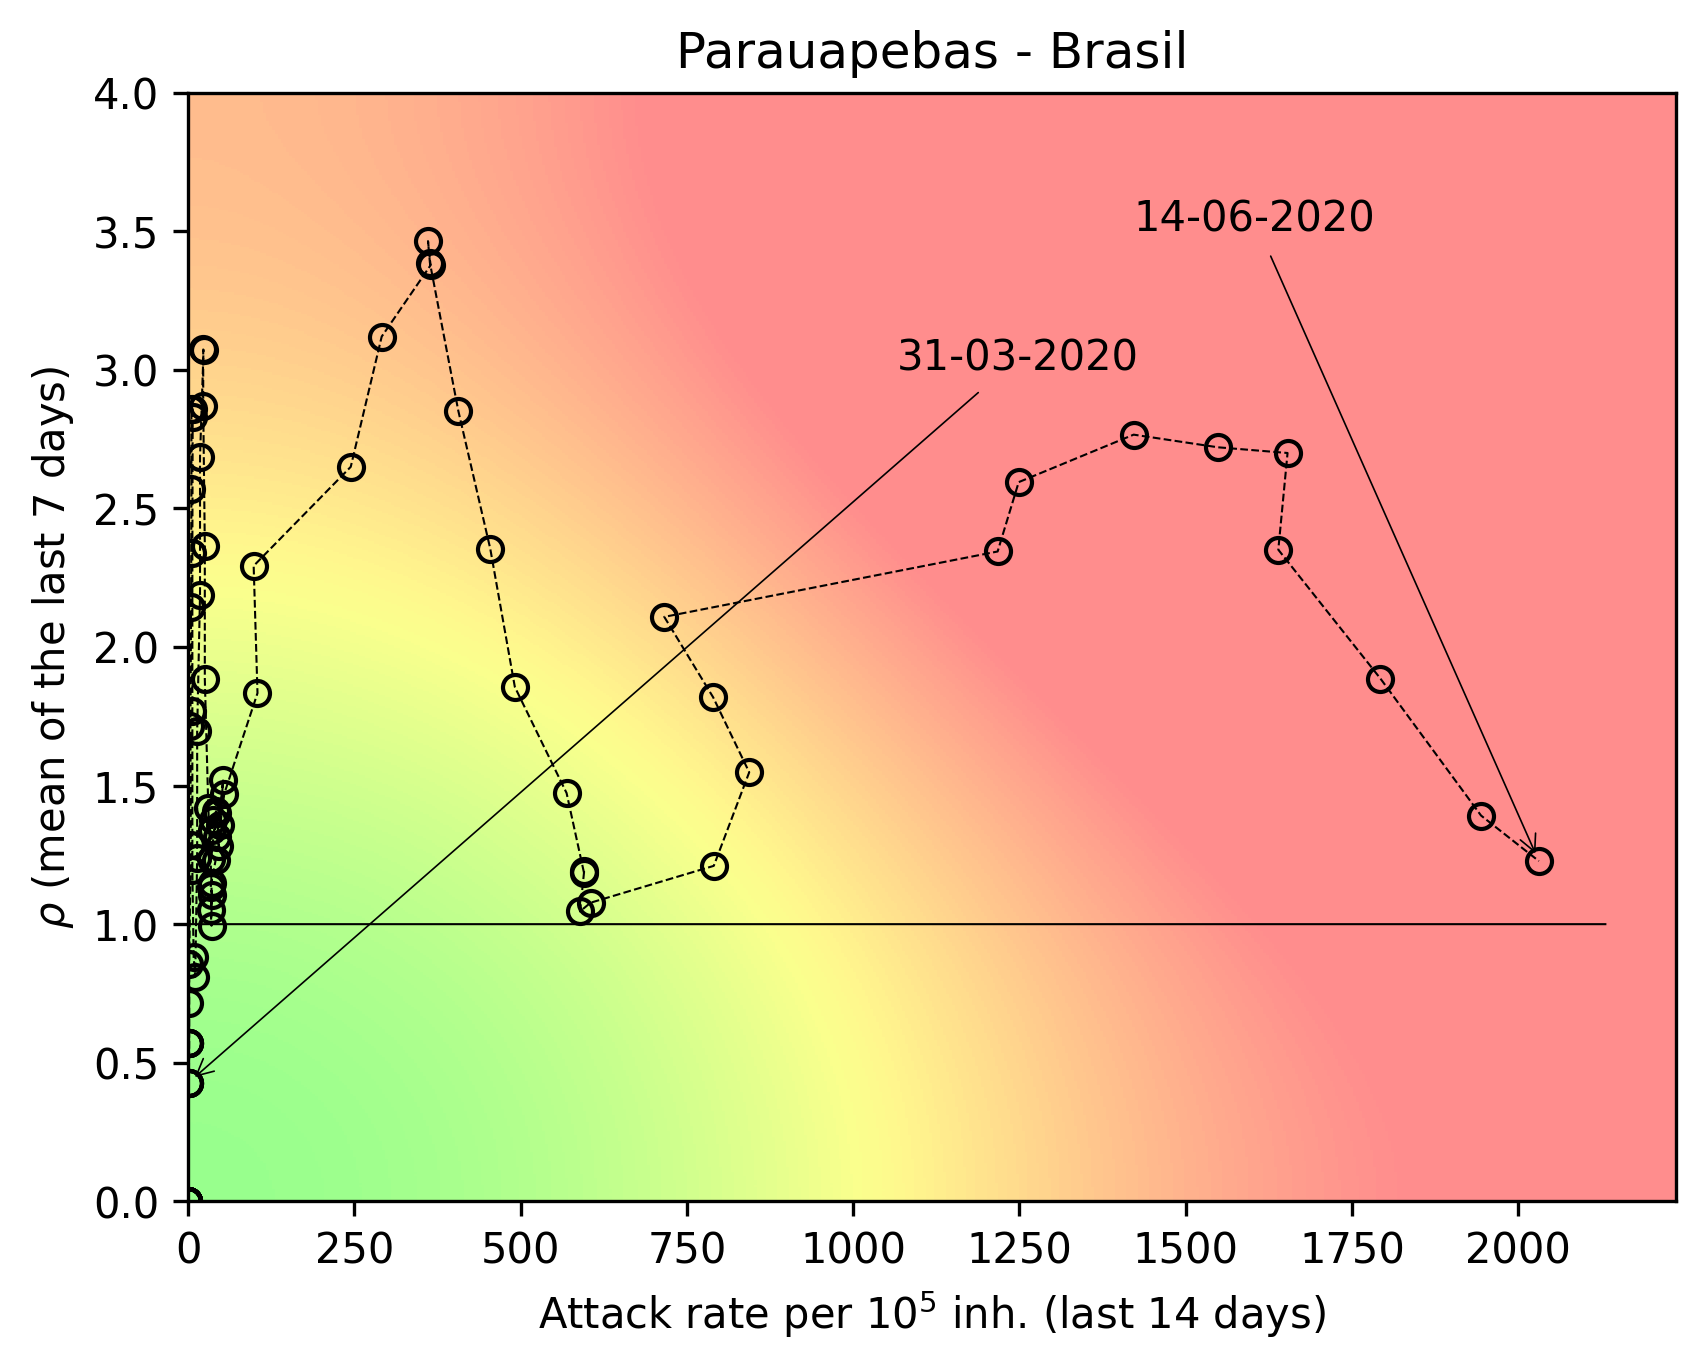 Parauapebas - Brasil
4.0
3.5
3.0
2.5
2.0
1.5
1.0
0.5
0.0
ρ (mean of the last 7 days)
14-06-2020
31-03-2020
0 250 500 750 1000 1250 1500 1750 2000
Attack rate per 10⁵ inh. (last 14 days)